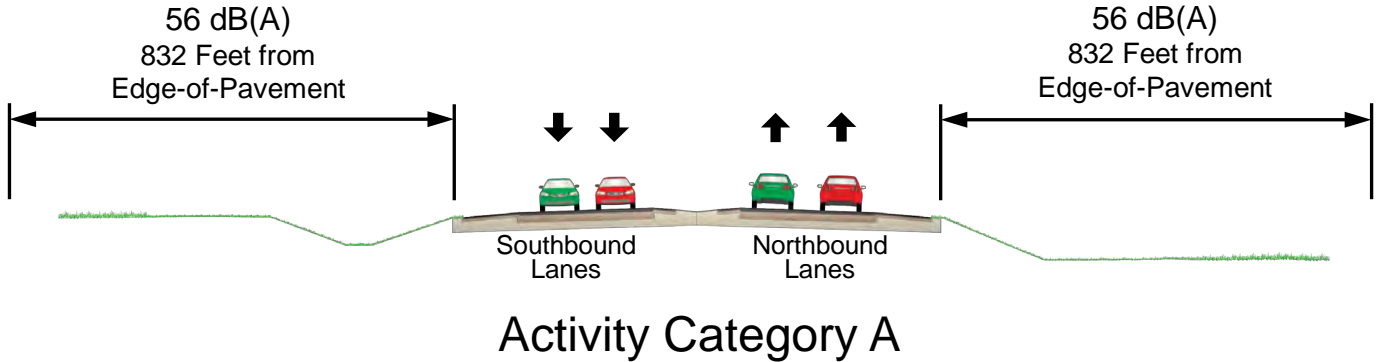 56 dB(A)
832 Feet from
Edge-of-Pavement
56 dB(A)
832 Feet from
Edge-of-Pavement
Southbound
Lanes
Northbound
Lanes
Activity Category A